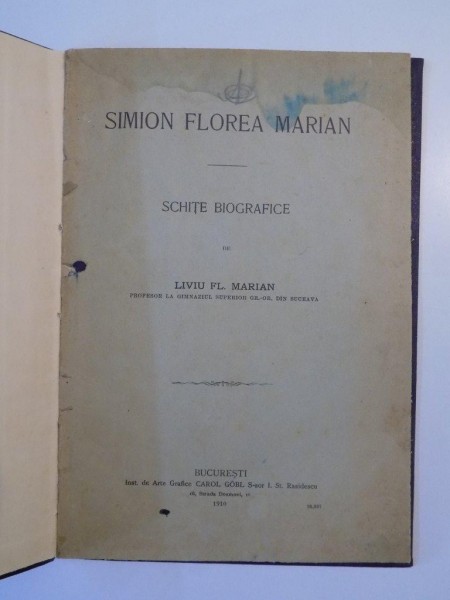 SIMION FLOREA MARIAN
SCHIȚE BIOGRAFICE
DE
LIVIU FL. MARIAN
PROFESOR LA GIMNAZIUL SUPERIOR GR.-OR. DIN SUCEAVA
BUCUREȘTI
Inst. de Arte Grafice CAROL GÖBL S-sor I. St. Rasidescu
16, Strada Doamnei, 16
1910